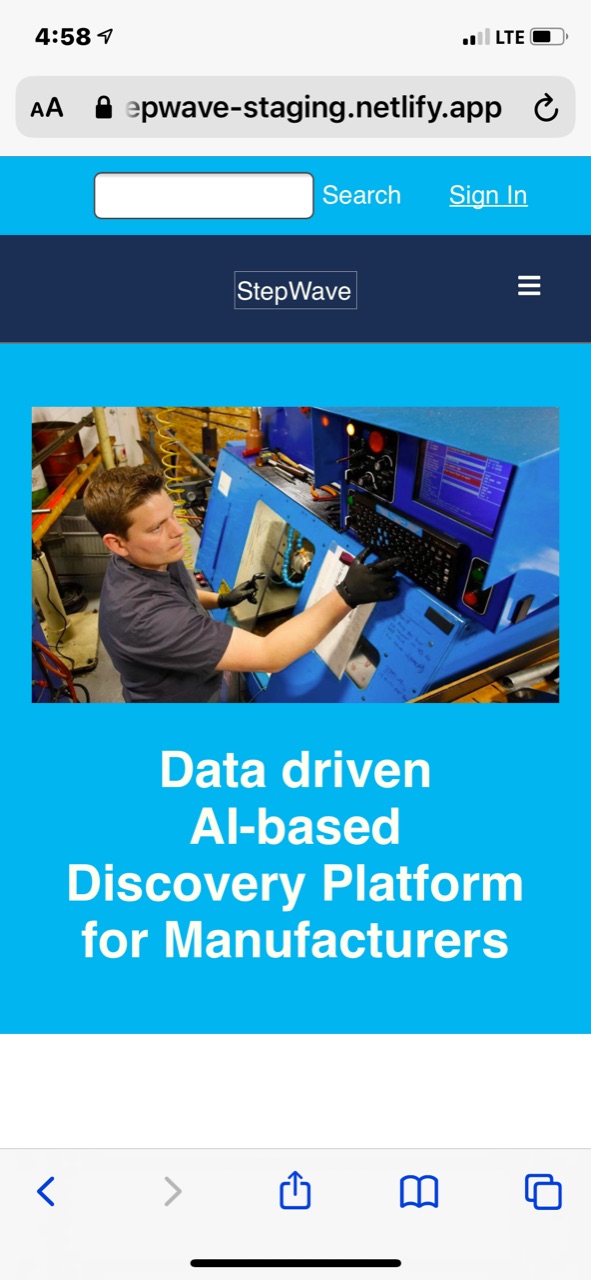 4:58
LTE
AA
epwave-staging.netlify.app
Search
Sign In
StepWave
Data driven
AI-based
Discovery Platform
for Manufacturers